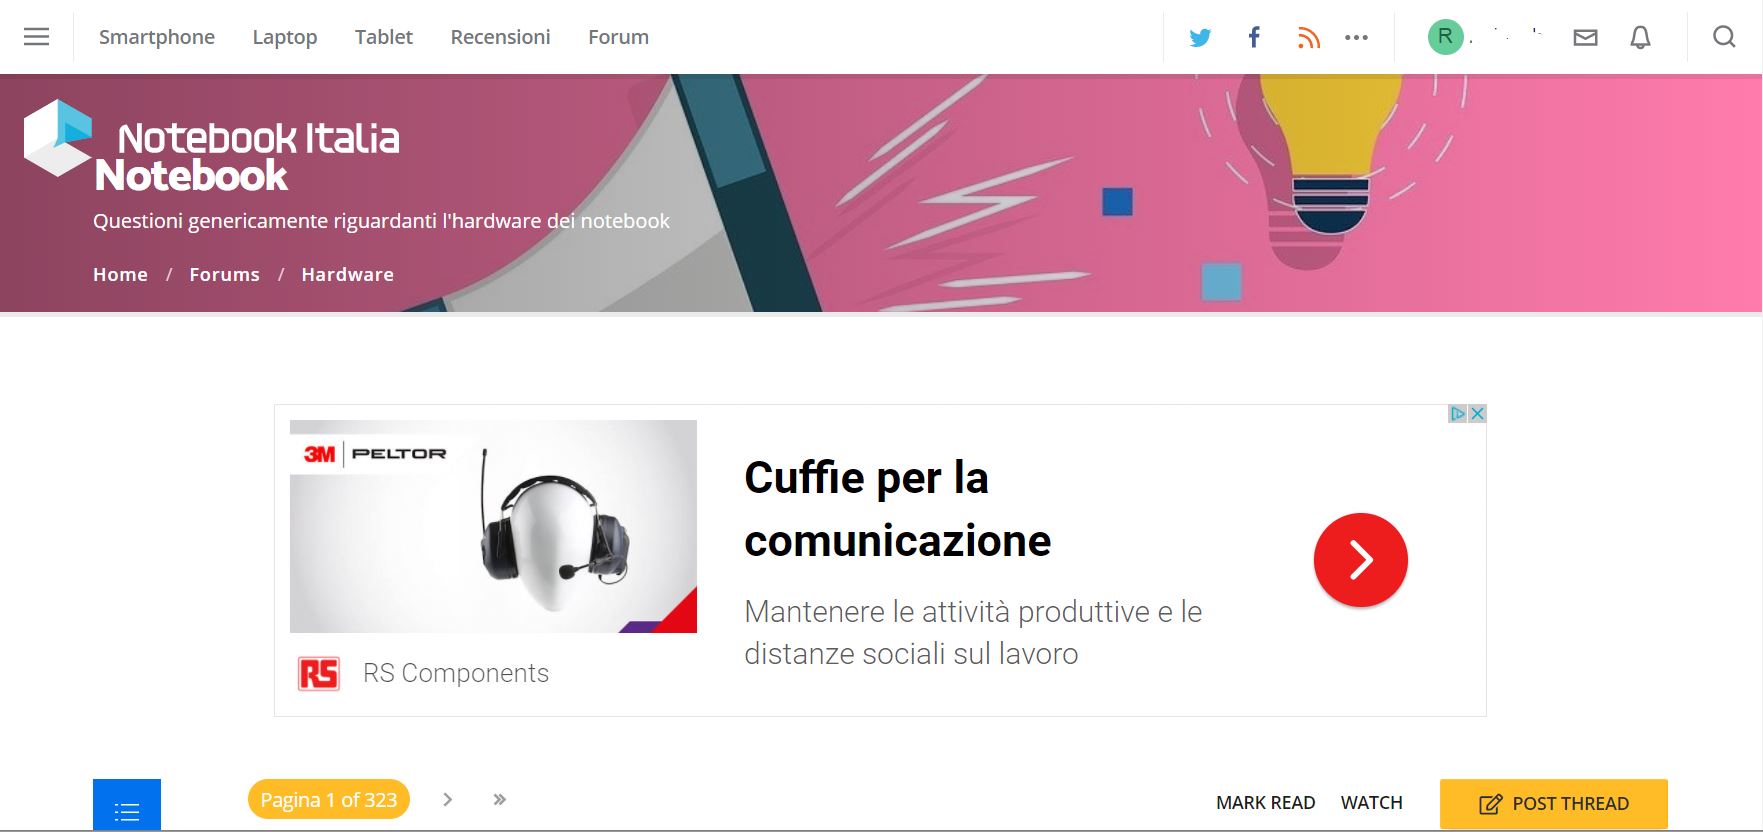 Smartphone Laptop Tablet Recensioni Forum
R
Notebook Italia
Notebook
Questioni genericamente riguardanti l'hardware dei notebook
Home / Forums / Hardware
3M | PELTOR
Cuffie per la
comunicazione
Mantenere le attività produttive e le
distanze sociali sul lavoro
RS RS Components
Pagina 1 of 323
MARK READ WATCH POST THREAD